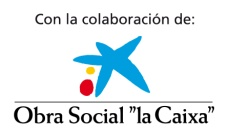 Con la colaboración de:
Obra Social "la Caixa"